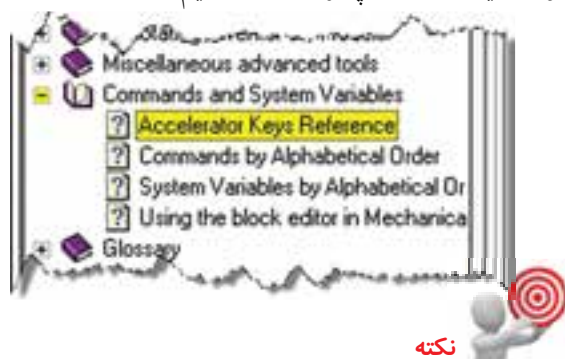 Miscellaneous advanced tools
Commands and System Variables
Accelerator Keys Reference
Commands by Alphabetical Order
System Variables by Alphabetical Or
Using the block editor in Mechanica
Glossary
نکته